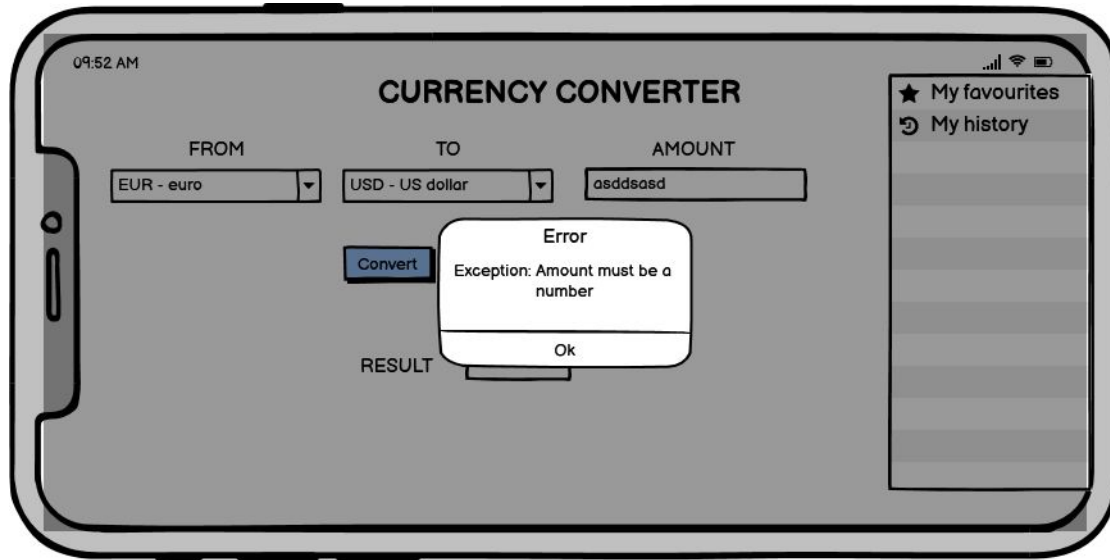 09:52 AM
CURRENCY CONVERTER
My favourites
My history
FROM
TO
AMOUNT
EUR - euro
USD - US dollar
asddsasd
Convert
Error
Exception: Amount must be a
number
Ok
RESULT